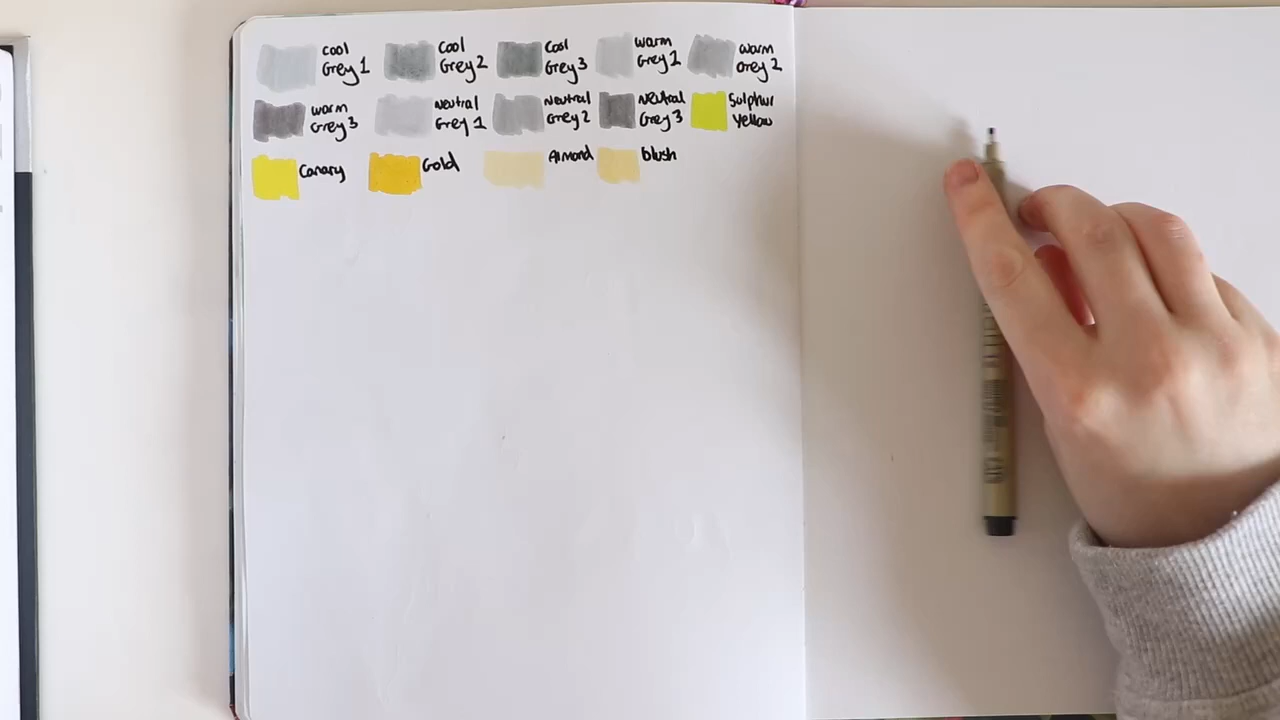 Cool
Grey 1
Cool
Grey 2
Cool
Grey 3
Warm
Grey 1
Warm
Grey 2
Warm
Grey 3
Neutral
Grey 1
Neutral
Grey 2
Neutral
Grey 3
Sulphur
Yellow
Canary
Gold
Almond
blush